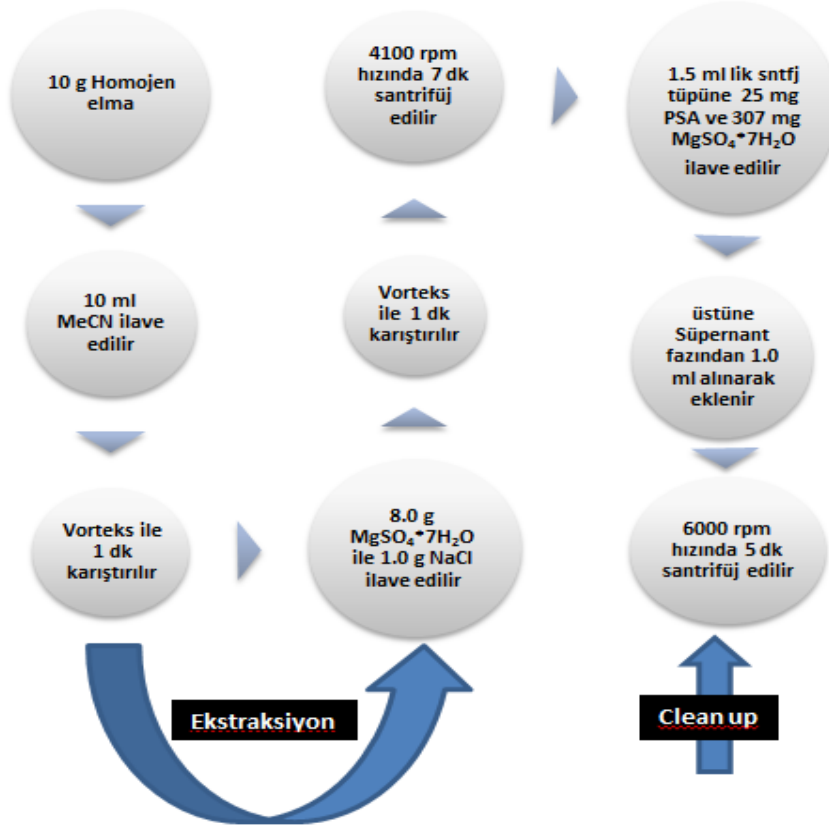 10 g Homojen
elma
10 ml
MeCN ilave
edilir
Vorteks ile
1 dk
karıştırılır
8.0 g
MgSO₄*7H₂O
ile 1.0 g NaCl
ilave edilir
Vorteks
ile 1 dk
karıştırılır
4100 rpm
hızında 7 dk
santrifüj
edilir
1.5 ml lik sntfj
tüpüne 25 mg
PSA ve 307 mg
MgSO₄*7H₂O
ilave edilir
üstüne
Süpernant
fazından 1.0
ml alınarak
eklenir
6000 rpm
hızında 5 dk
santrifüj edilir
Ekstraksiyon
Clean up